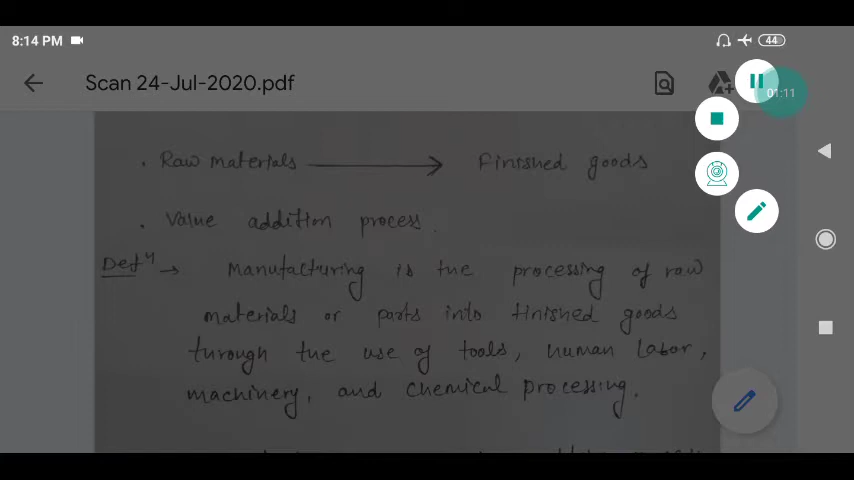 8:14 PM 44
Scan 24-Jul-2020.pdf
01:11
. Raw materials → Finished goods
. Value addition process.
Defⁿ → Manufacturing is the processing of raw
materials or parts into finished goods
through the use of tools, human labor,
machinery, and chemical processing.